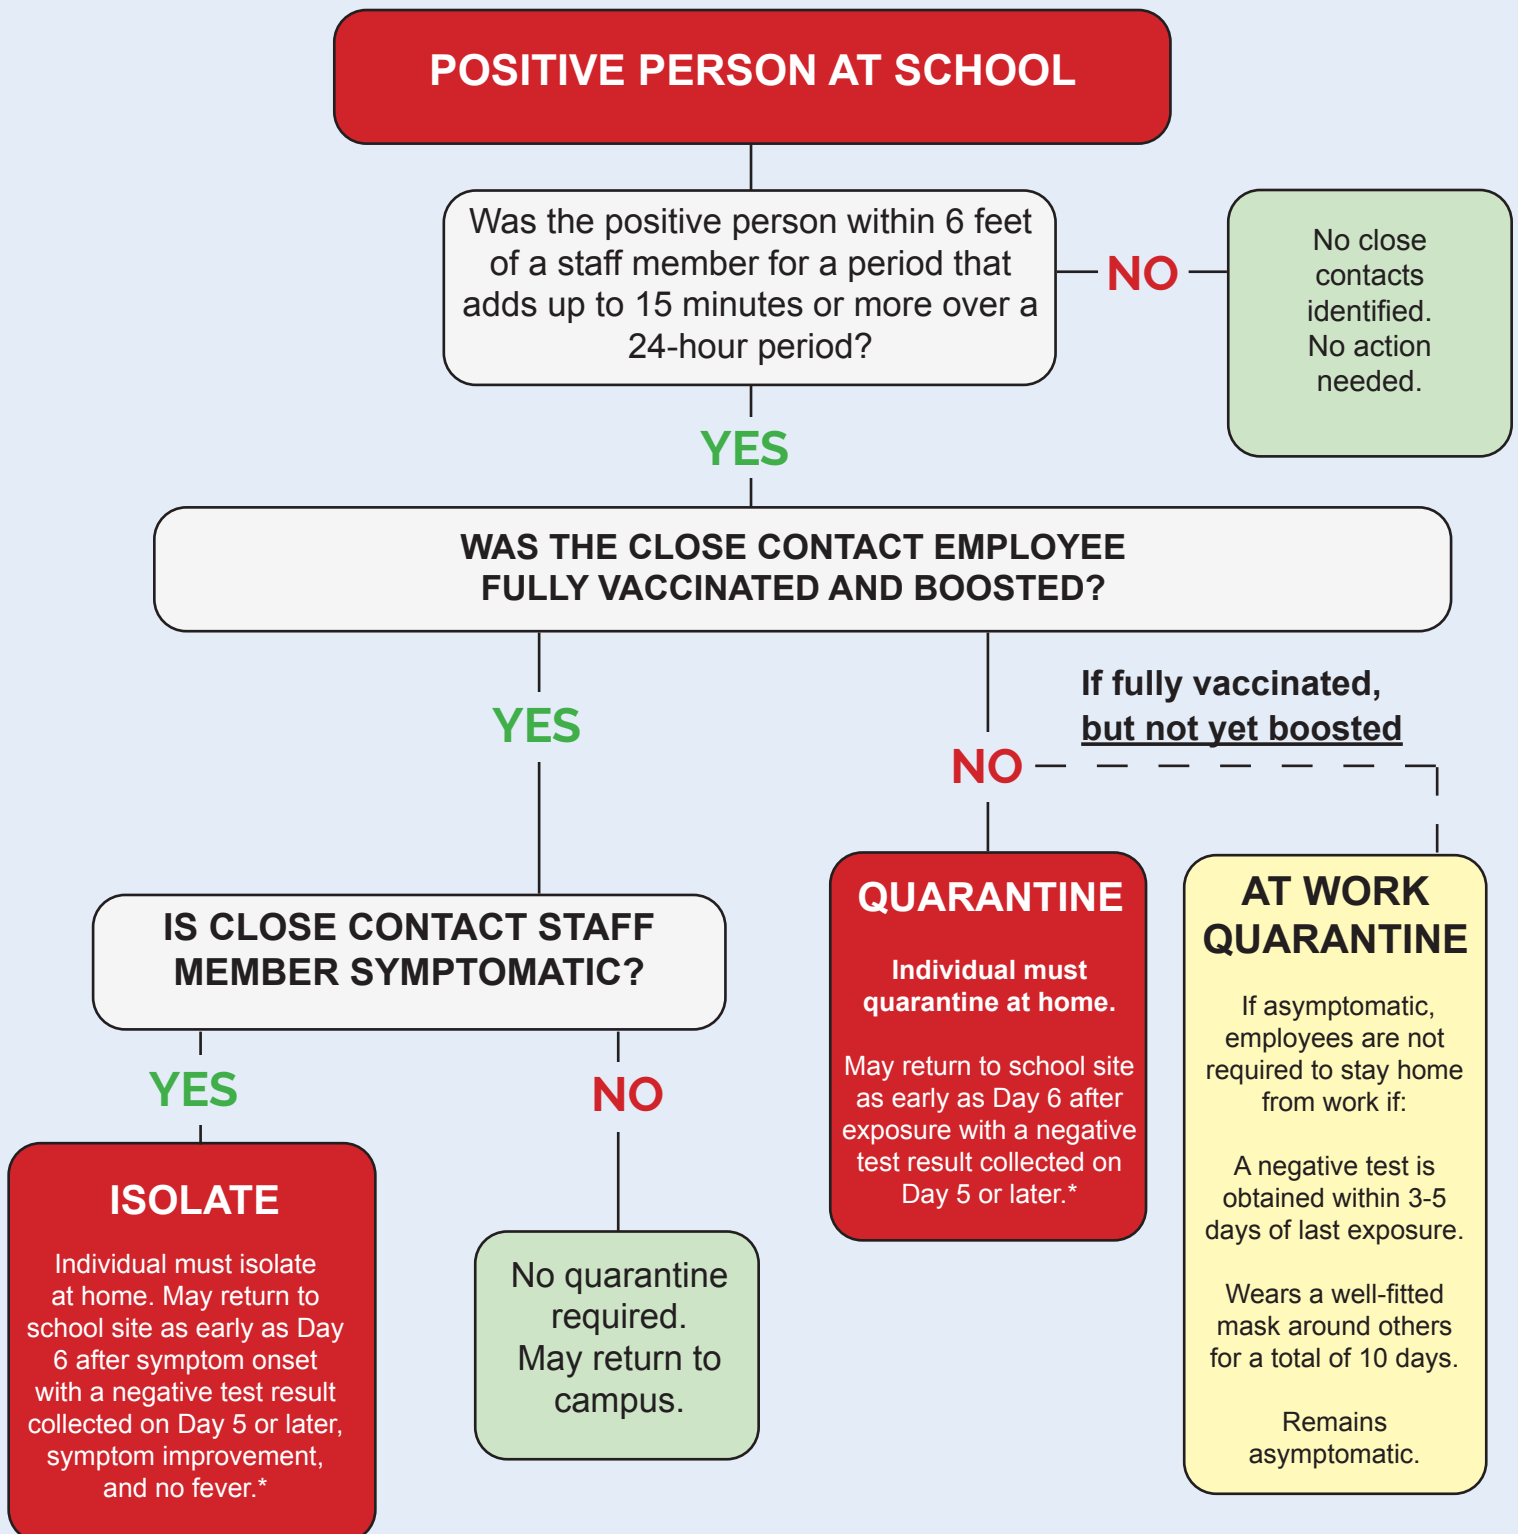 POSITIVE PERSON AT SCHOOL
Was the positive person within 6 feet
of a staff member for a period that
adds up to 15 minutes or more over a
24-hour period?
NO
No close
contacts
identified.
No action
needed.
YES
WAS THE CLOSE CONTACT EMPLOYEE
FULLY VACCINATED AND BOOSTED?
YES
NO
If fully vaccinated,
but not yet boosted
IS CLOSE CONTACT STAFF
MEMBER SYMPTOMATIC?
YES
NO
ISOLATE
Individual must isolate
at home. May return to
school site as early as Day
6 after symptom onset
with a negative test result
collected on Day 5 or later,
symptom improvement,
and no fever.*
No quarantine
required.
May return to
campus.
QUARANTINE
Individual must
quarantine at home.
May return to school site
as early as Day 6 after
exposure with a negative
test result collected on
Day 5 or later.*
AT WORK
QUARANTINE
If asymptomatic,
employees are not
required to stay home
from work if:
A negative test is
obtained within 3-5
days of last exposure.
Wears a well-fitted
mask around others
for a total of 10 days.
Remains
asymptomatic.